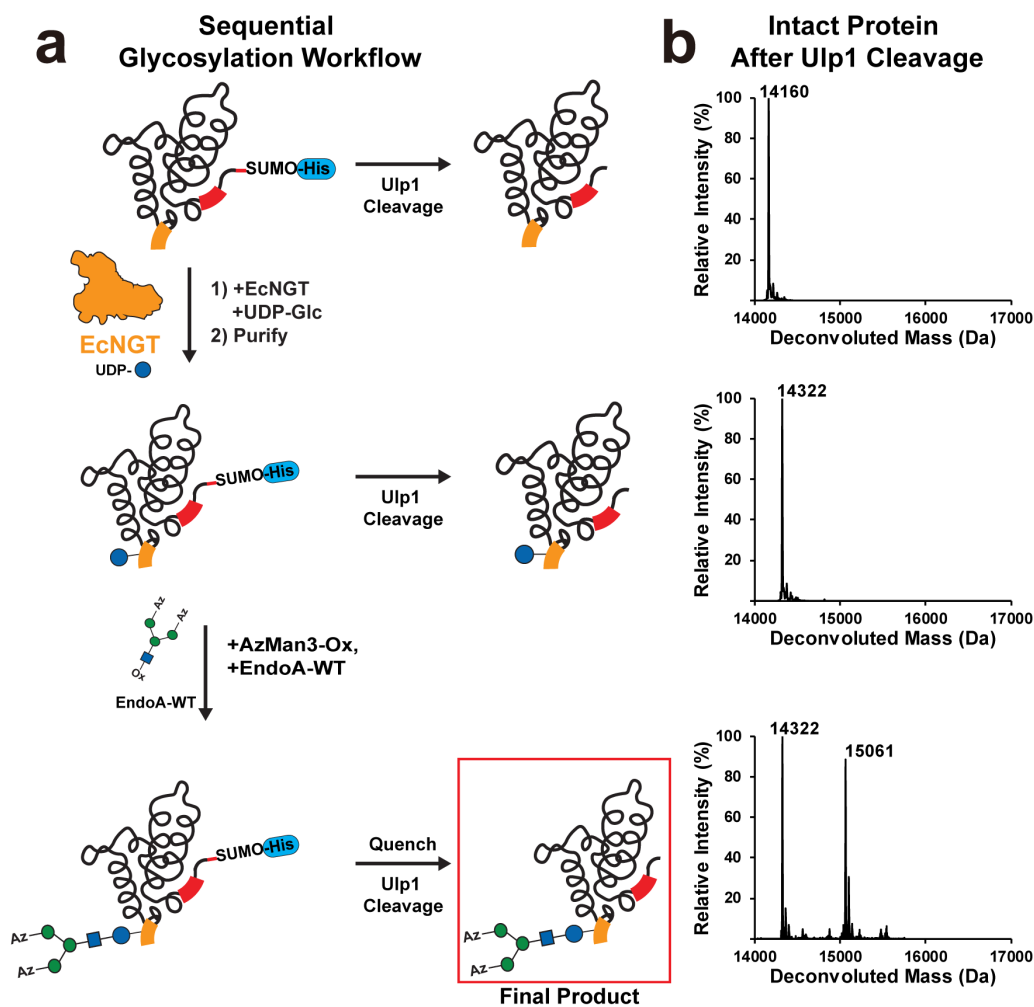 a
Sequential
Glycosylation Workflow
SUMO-His
Ulp1
Cleavage
1) +EcNGT
+UDP-Glc
2) Purify
EcNGT
UDP-
SUMO-His
Ulp1
Cleavage
Az
Az
Ox
EndoA-WT
+AzMan3-Ox,
+EndoA-WT
SUMO-His
Quench
Ulp1
Cleavage
Az
Az
Az
Az
Final Product
b
Intact Protein
After Ulp1 Cleavage
14160
Relative Intensity (%)
100
80
60
40
20
14000 15000 16000 17000
Deconvoluted Mass (Da)
14322
Relative Intensity (%)
100
80
60
40
20
14000 15000 16000 17000
Deconvoluted Mass (Da)
14322
15061
Relative Intensity (%)
100
80
60
40
20
14000 15000 16000 17000
Deconvoluted Mass (Da)